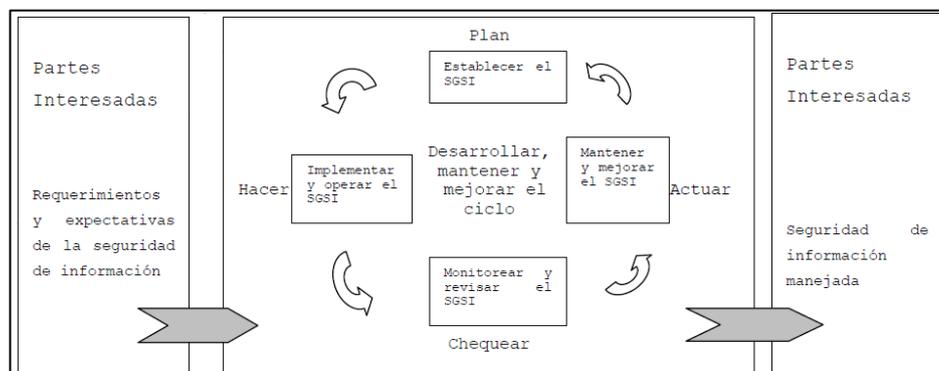 Partes
Interesadas
Requerimientos
y expectativas
de la seguridad
de información
Plan
Establecer el
SGSI
Hacer
Implementar
y operar el
SGSI
Desarrollar,
mantener y
mejorar el
ciclo
Mantener
y mejorar
el SGSI
Actuar
Monitorear y
revisar el
SGSI
Chequear
Partes
Interesadas
Seguridad de
información
manejada